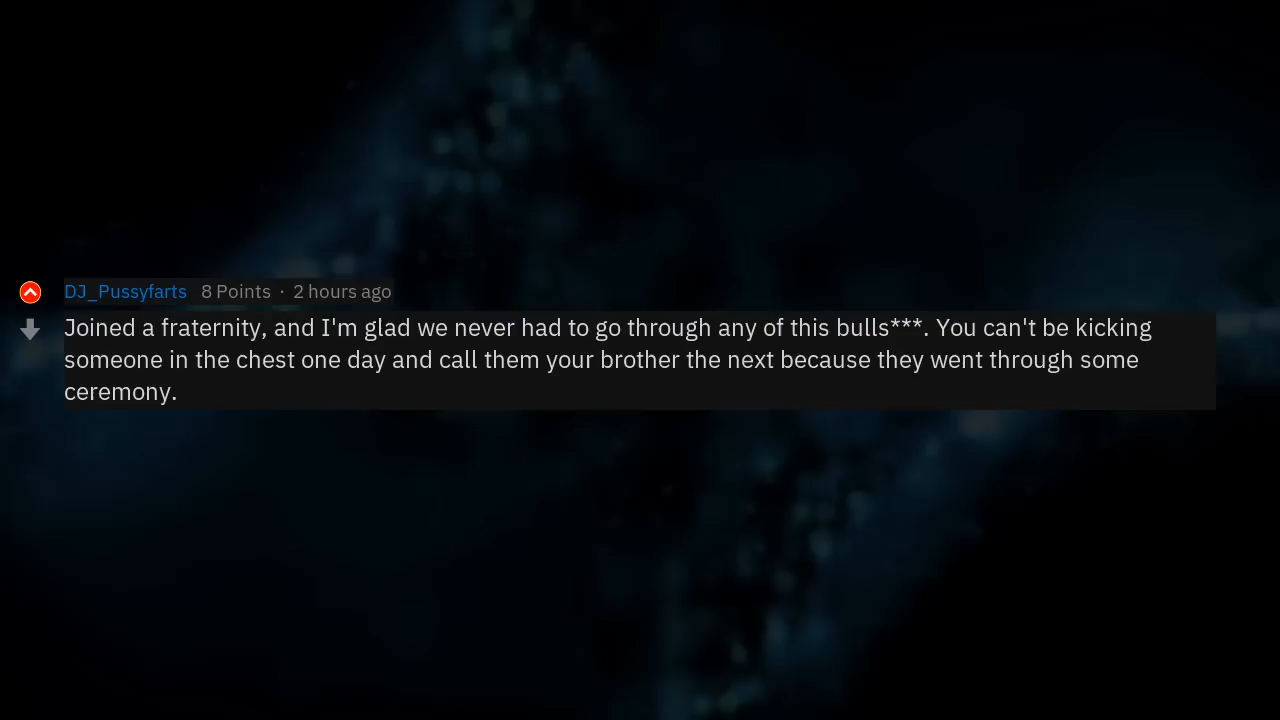 DJ_Pussyfarts 8 Points · 2 hours ago
Joined a fraternity, and I'm glad we never had to go through any of this bulls***. You can't be kicking
someone in the chest one day and call them your brother the next because they went through some
ceremony.